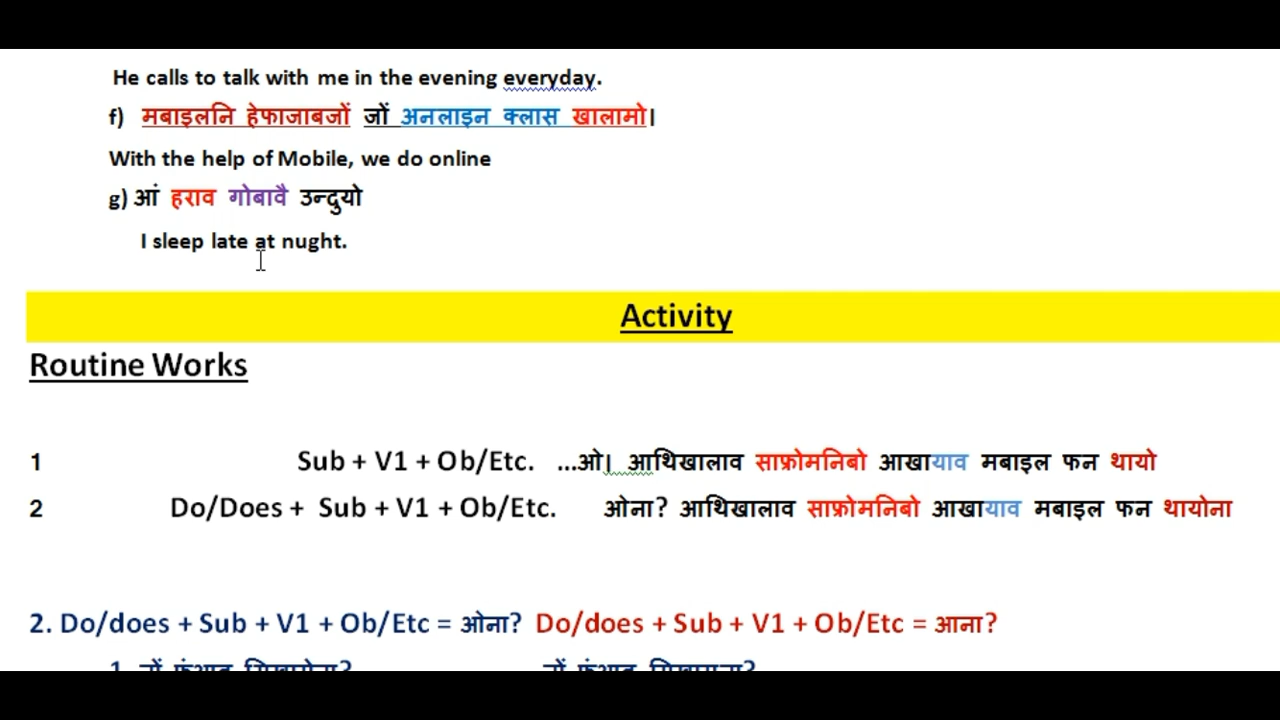 He calls to talk with me in the evening everyday.
f) मबाइलनि हेफाजाबजों जों अनलाइन क्लास खालामो।
With the help of Mobile, we do online
g) आं हराव गोबावै उन्दुयो
I sleep late at nught.
Activity
Routine Works
1 Sub + V1 + Ob/Etc. ...ओ। आथिखालाव साफ्रोमनिबो आखायाव मबाइल फन थायो
2 Do/Does + Sub + V1 + Ob/Etc. ओना? आथिखालाव साफ्रोमनिबो आखायाव मबाइल फन थायोना
2. Do/does + Sub + V1 + Ob/Etc = ओना? Do/does + Sub + V1 + Ob/Etc = आना?